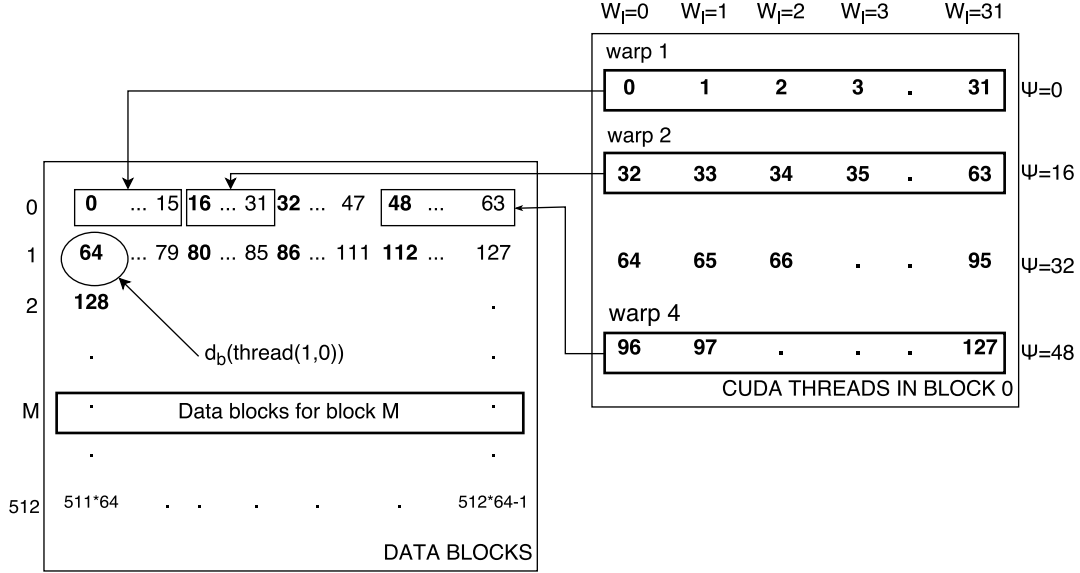 W_l=0 W_l=1 W_l=2 W_l=3 W_l=31
warp 1
0 1 2 3 . 31 Ψ=0
warp 2
32 33 34 35 . 63 Ψ=16
64 65 66 . . 95 Ψ=32
warp 4
96 97 . . . 127 Ψ=48
CUDA THREADS IN BLOCK 0
0 0 ... 15 16 ... 31 32 ... 47 48 ... 63
1 64 ... 79 80 ... 85 86 ... 111 112 ... 127
2 128 .
. .
d_b(thread(1,0))
M . Data blocks for block M .
. .
512 511*64 . . . . . 512*64-1
DATA BLOCKS